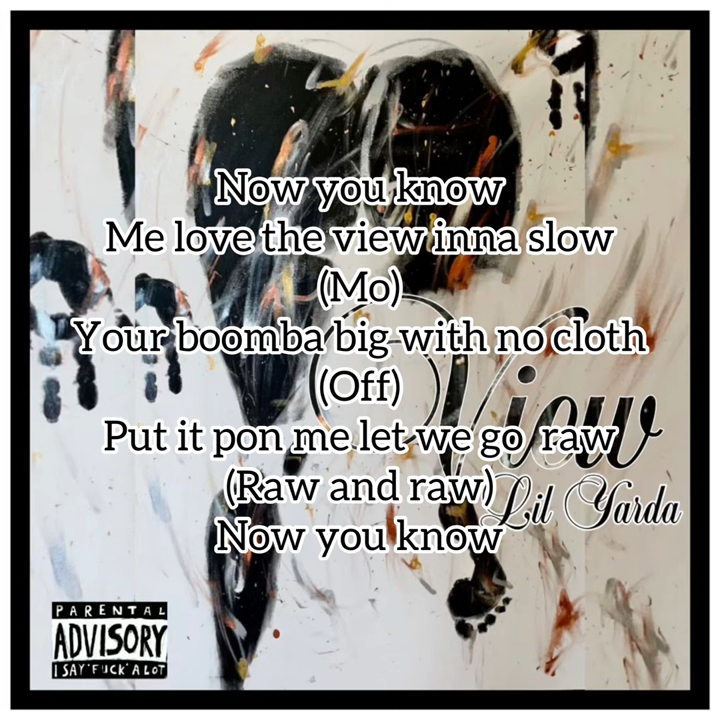 Now you know
Me love the view inna slow
(Mo)
Your boomba big with no cloth
(Off)
Put it pon me let we go raw
(Raw and raw)
Now you know
View
Lil Yarda
PARENTAL
ADVISORY
I SAY "FUCK" A LOT